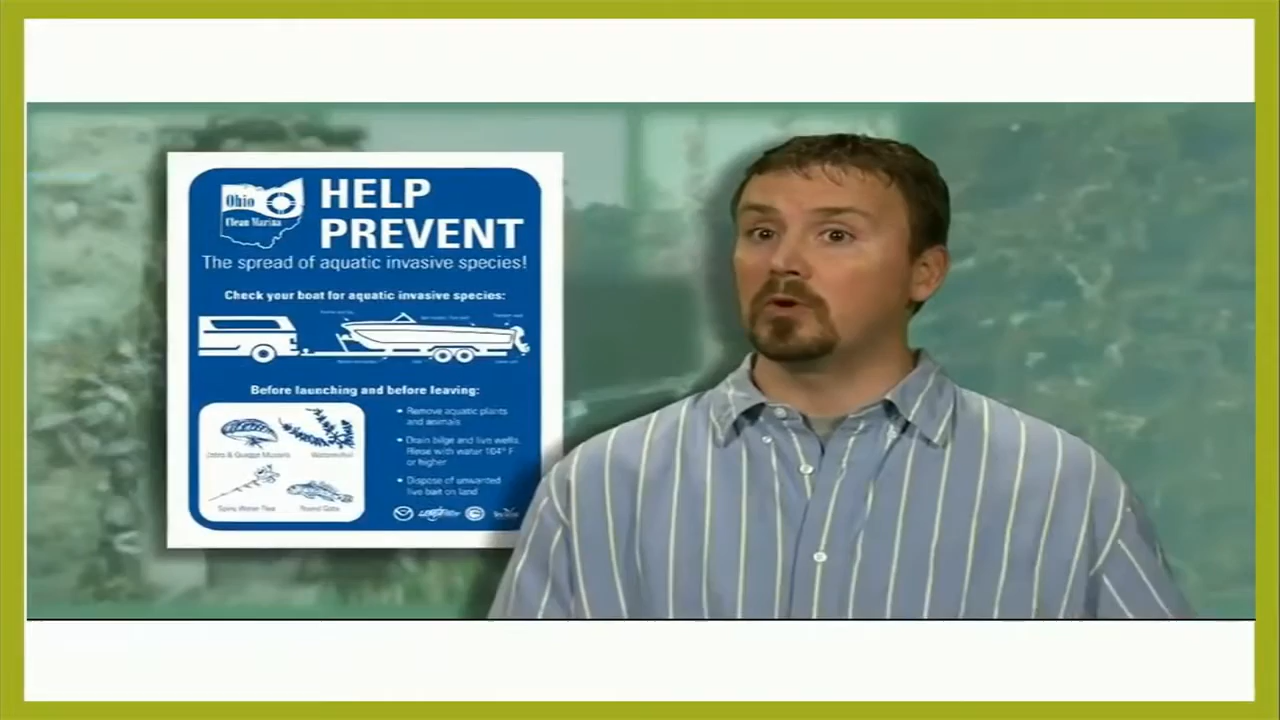 Ohio
Clean Marina
HELP
PREVENT
The spread of aquatic invasive species!
Check your boat for aquatic invasive species:
Before launching and before leaving:
• Remove aquatic plants
and animals
• Drain bilge and live wells.
Rinse with water 104° F
or higher
• Dispose of unwanted
live bait on land
Zebra & Quagga Mussels
Watermilfoil
Spiny Water Flea
Round Goby